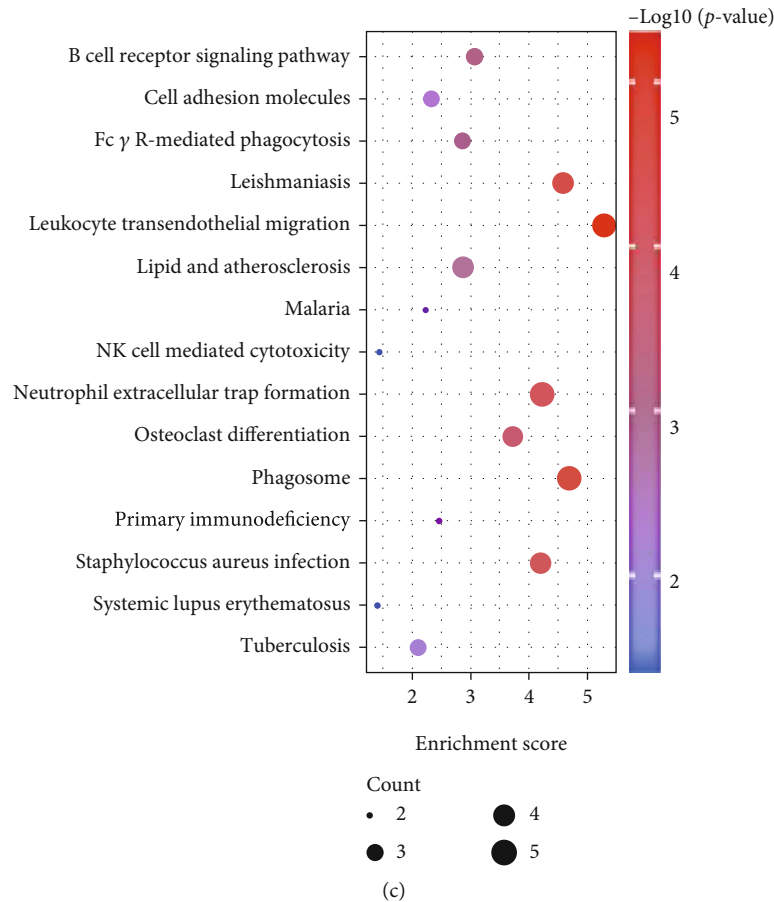 –Log10 (p-value)
B cell receptor signaling pathway
Cell adhesion molecules
Fc γ R-mediated phagocytosis
Leishmaniasis
Leukocyte transendothelial migration
Lipid and atherosclerosis
Malaria
NK cell mediated cytotoxicity
Neutrophil extracellular trap formation
Osteoclast differentiation
Phagosome
Primary immunodeficiency
Staphylococcus aureus infection
Systemic lupus erythematosus
Tuberculosis
5
4
3
2
2 3 4 5
Enrichment score
Count
2 4
3 5
(c)